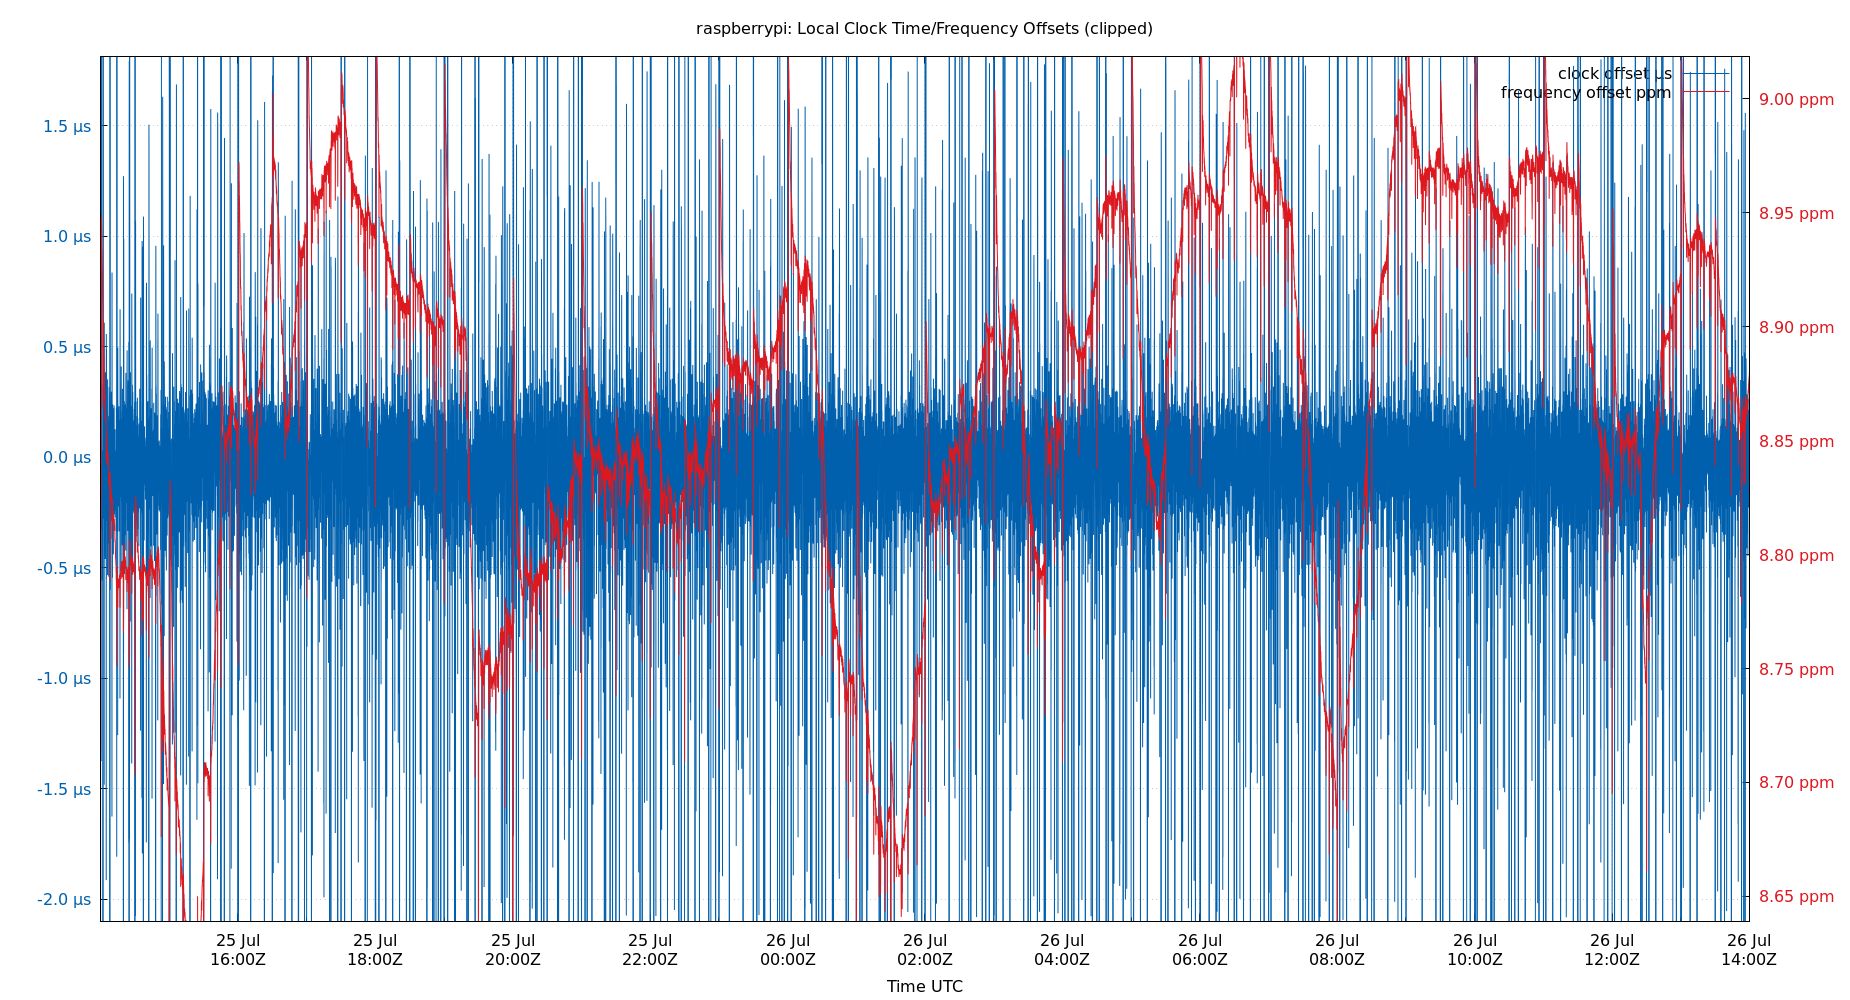 raspberrypi: Local Clock Time/Frequency Offsets (clipped)
clock offset µs
frequency offset ppm
1.5 µs
1.0 µs
0.5 µs
0.0 µs
-0.5 µs
-1.0 µs
-1.5 µs
-2.0 µs
9.00 ppm
8.95 ppm
8.90 ppm
8.85 ppm
8.80 ppm
8.75 ppm
8.70 ppm
8.65 ppm
25 Jul 25 Jul 25 Jul 25 Jul 26 Jul 26 Jul 26 Jul 26 Jul 26 Jul 26 Jul 26 Jul 26 Jul
16:00Z 18:00Z 20:00Z 22:00Z 00:00Z 02:00Z 04:00Z 06:00Z 08:00Z 10:00Z 12:00Z 14:00Z
Time UTC